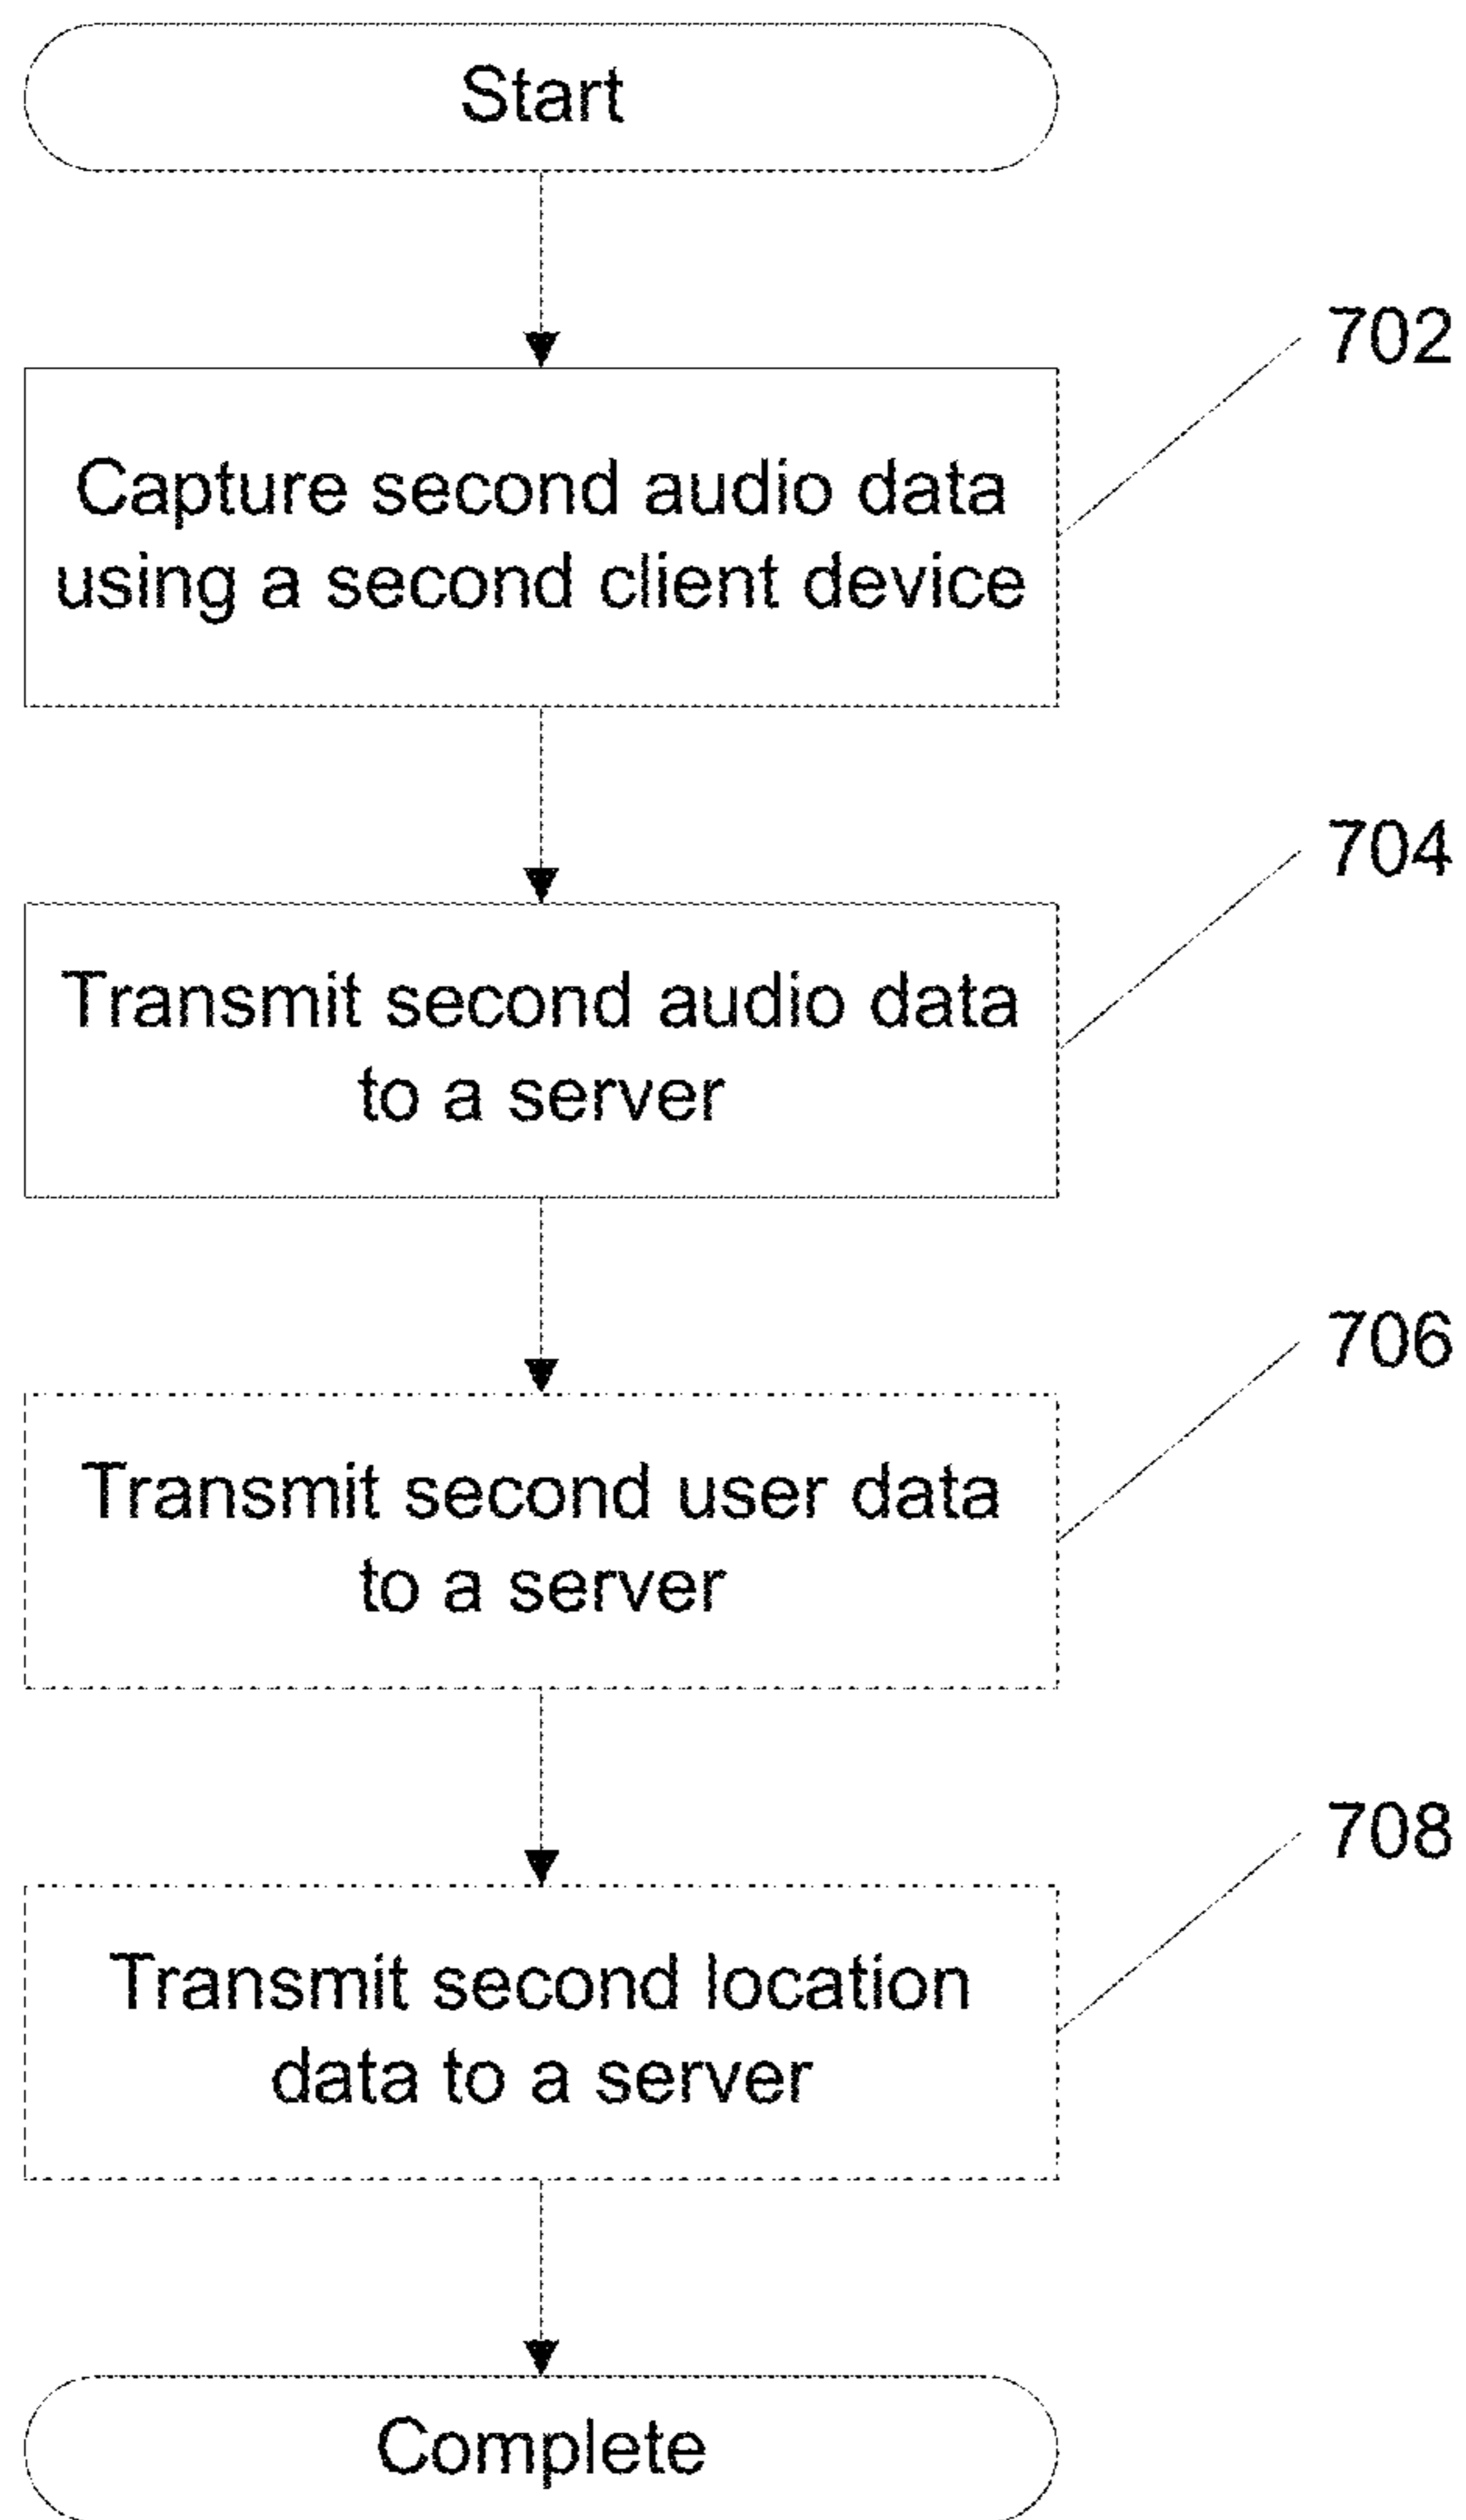 Start
702
Capture second audio data
using a second client device
704
Transmit second audio data
to a server
706
Transmit second user data
to a server
708
Transmit second location
data to a server
Complete